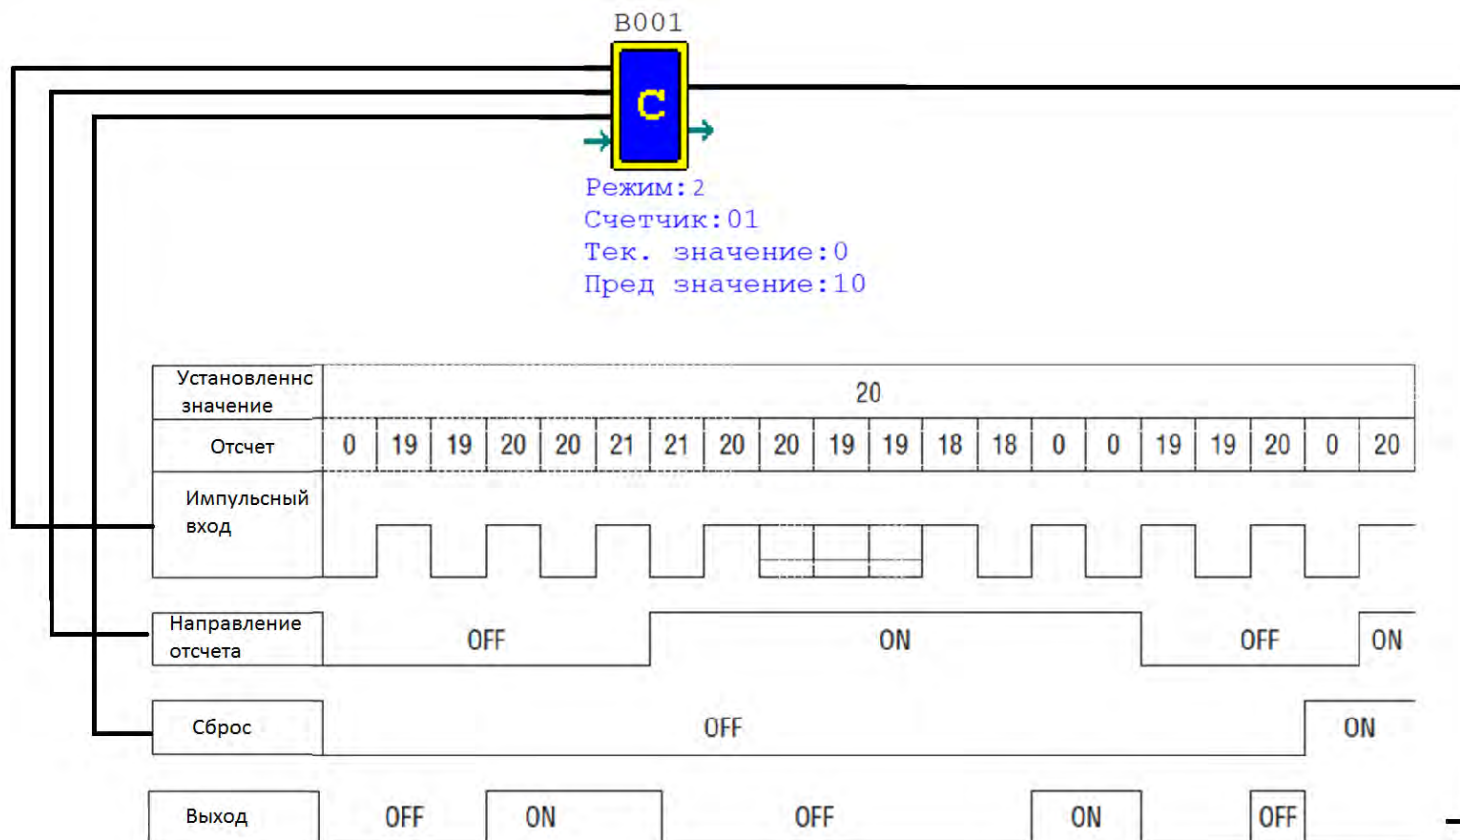 B001
C
Режим:2
Счетчик:01
Тек. значение:0
Пред значение:10
Установленнс
значение
20
Отсчет 0 19 19 20 20 21 21 20 20 19 19 18 18 0 0 19 19 20 0 20
Импульсный
вход
Направление
отсчета
OFF ON OFF ON
Сброс OFF ON
Выход OFF ON OFF ON OFF